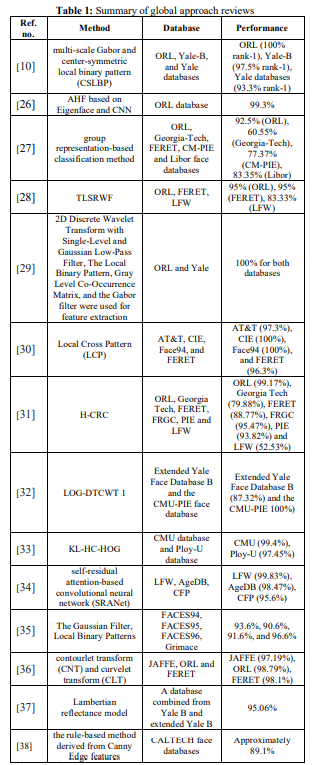 Table 1: Summary of global approach reviews
Ref. no. Method Database Performance
[10] multi-scale Gabor and center-symmetric local binary pattern (CSLBP) ORL, Yale-B, and Yale databases ORL (100% rank-1), Yale-B (97.5% rank-1), Yale databases (93.3% rank-1)
[26] AHF based on Eigenface and CNN ORL database 99.3%
[27] group representation-based classification method ORL, Georgia-Tech, FERET, CM-PIE and Libor face databases 92.5% (ORL), 60.55% (Georgia-Tech), 77.37% (CM-PIE), 83.35% (Libor)
[28] TLSRWF ORL, FERET, LFW 95% (ORL), 95% (FERET), 83.33% (LFW)
[29] 2D Discrete Wavelet Transform with Single-Level and Gaussian Low-Pass Filter, The Local Binary Pattern, Gray Level Co-Occurrence Matrix, and the Gabor filter were used for feature extraction ORL and Yale 100% for both databases
[30] Local Cross Pattern (LCP) AT&T, CIE, Face94, and FERET AT&T (97.3%), CIE (100%), Face94 (100%), and FERET (96.3%)
[31] H-CRC ORL, Georgia Tech, FERET, FRGC, PIE and LFW ORL (99.17%), Georgia Tech (79.88%), FERET (88.77%), FRGC (95.47%), PIE (93.82%) and LFW (52.53%)
[32] LOG-DTCWT 1 Extended Yale Face Database B and the CMU-PIE face database Extended Yale Face Database B (87.32%) and the CMU-PIE 100%)
[33] KL-HC-HOG CMU database and Ploy-U database CMU (99.4%), Ploy-U (97.45%)
[34] self-residual attention-based convolutional neural network (SRANet) LFW, AgeDB, CFP LFW (99.83%), AgeDB (98.47%), CFP (95.6%)
[35] The Gaussian Filter, Local Binary Patterns FACES94, FACES95, FACES96, Grimace 93.6%, 90.6%, 91.6%, and 96.6%
[36] contourlet transform (CNT) and curvelet transform (CLT) JAFFE, ORL and FERET JAFFE (97.19%), ORL (98.79%), FERET (98.1%)
[37] Lambertian reflectance model A database combined from Yale B and extended Yale B 95.06%
[38] the rule-based method derived from Canny Edge features CALTECH face databases Approximately 89.1%